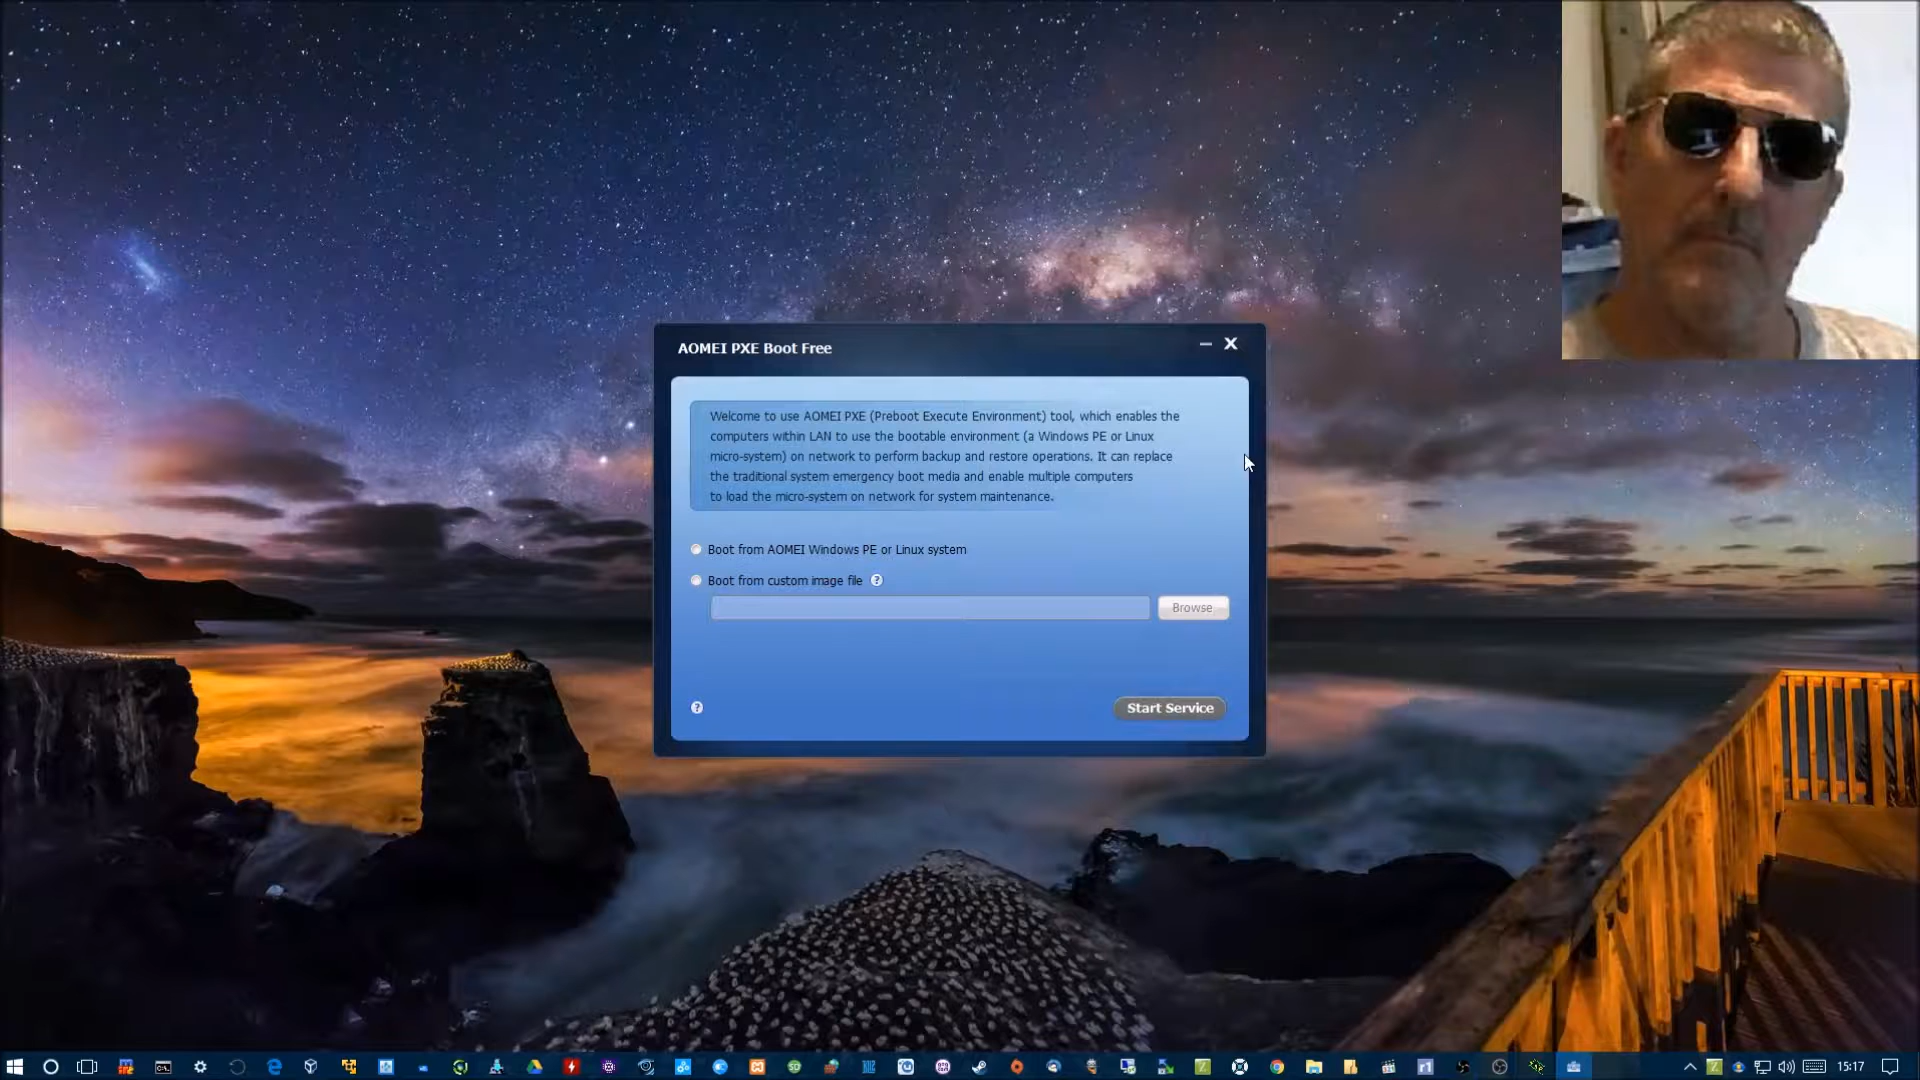 AOMEI PXE Boot Free
Welcome to use AOMEI PXE (Preboot Execute Environment) tool, which enables the
computers within LAN to use the bootable environment (a Windows PE or Linux
micro-system) on network to perform backup and restore operations. It can replace
the traditional system emergency boot media and enable multiple computers
to load the micro-system on network for system maintenance.
Boot from AOMEI Windows PE or Linux system
Boot from custom image file ?
Browse
? Start Service
15:17